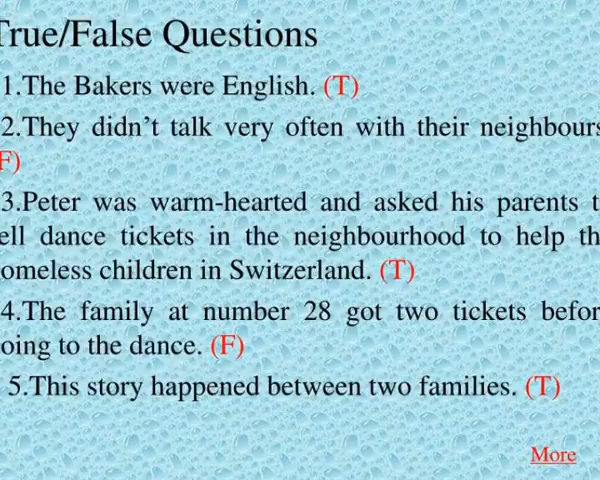 True/False Questions
1.The Bakers were English. (T)
2.They didn't talk very often with their neighbours
F)
3.Peter was warm-hearted and asked his parents t
ell dance tickets in the neighbourhood to help th
omeless children in Switzerland. (T)
4.The family at number 28 got two tickets befor
oing to the dance. (F)
5.This story happened between two families. (T)
More